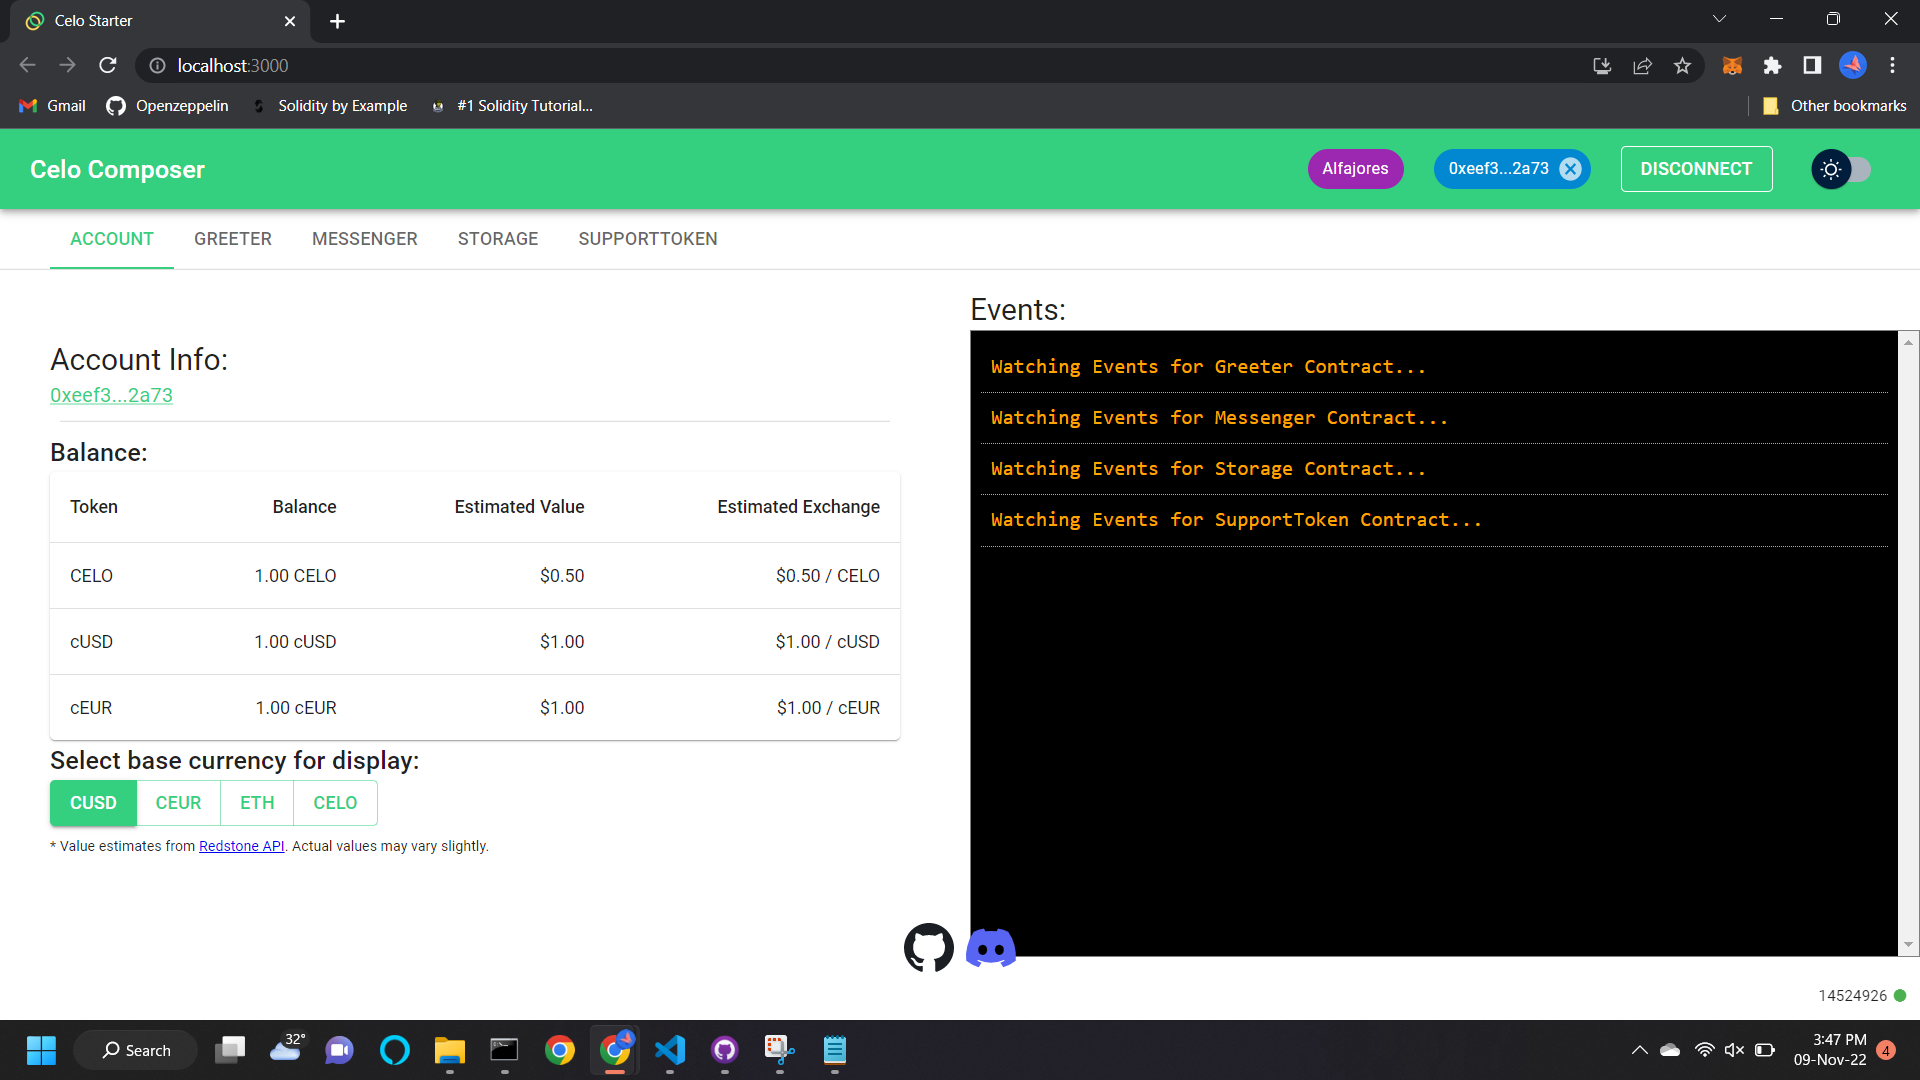 Celo Starter
localhost:3000
Gmail
Openzeppelin
Solidity by Example
#1 Solidity Tutorial...
Other bookmarks
Celo Composer
Alfajores
0xeef3...2a73
DISCONNECT
ACCOUNT
GREETER
MESSENGER
STORAGE
SUPPORTTOKEN
Account Info:
0xeef3...2a73
Balance:
Token Balance Estimated Value Estimated Exchange
CELO 1.00 CELO $0.50 $0.50 / CELO
cUSD 1.00 cUSD $1.00 $1.00 / cUSD
cEUR 1.00 cEUR $1.00 $1.00 / cEUR
Select base currency for display:
CUSD CEUR ETH CELO
* Value estimates from Redstone API. Actual values may vary slightly.
Events:
Watching Events for Greeter Contract...
Watching Events for Messenger Contract...
Watching Events for Storage Contract...
Watching Events for SupportToken Contract...
14524926
Search
32°
3:47 PM
09-Nov-22
4